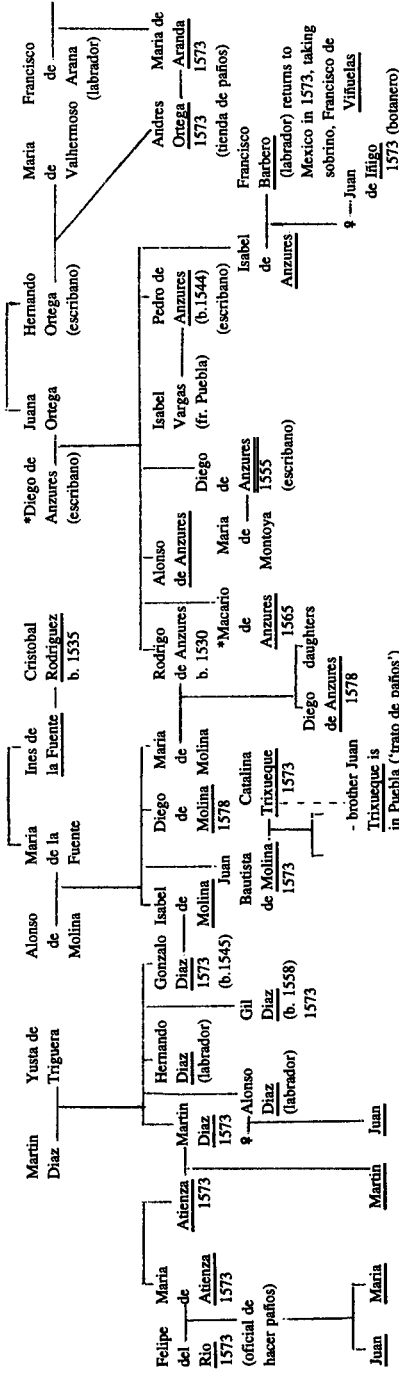 Martin
Diaz
Yusta de
Triguera
Alonso
de
Molina
Maria
de la
Fuente
Ines de
la Fuente
Cristobal
Rodriguez
b. 1535
*Diego de
Anzures
(escribano)
Juana
Ortega
Hernando
Ortega
(escribano)
Maria
de
Valhermoso
Francisco
de
Arana
(labrador)
Andres
Ortega
1573
(tienda de paños)
Maria de
Aranda
1573
Felipe
del
Rio
1573
(oficial de
hacer paños)
Maria
de
Atienza
1573
Atienza
1573
Martin
Diaz
1573
♀
Alonso
Diaz
(labrador)
Hernando
Diaz
(labrador)
Gil
Diaz
(b. 1558)
1573
Gonzalo
Diaz
1573
(b.1545)
Isabel
de
Molina
Juan
Bautista
de Molina
1573
Catalina
Trixueque
1573
- brother Juan
Trixueque is
in Puebla ('trato de paños')
Diego
de
Molina
1578
Maria
de
Molina
Rodrigo
de Anzures
b. 1530
Diego
de Anzures
1578
daughters
*Macario
de
Anzures
1565
Alonso
de Anzures
Maria
de
Montoya
Diego
de
Anzures
1555
(escribano)
Isabel
Vargas
(fr. Puebla)
Pedro de
Anzures
(b.1544)
(escribano)
Isabel
de
Anzures
Francisco
Barbero
(labrador) returns to
Mexico in 1573, taking
sobrino, Francisco de
Viñuelas
♀
Juan
de Iñigo
1573 (botanero)
Juan
Maria
Martin
Juan